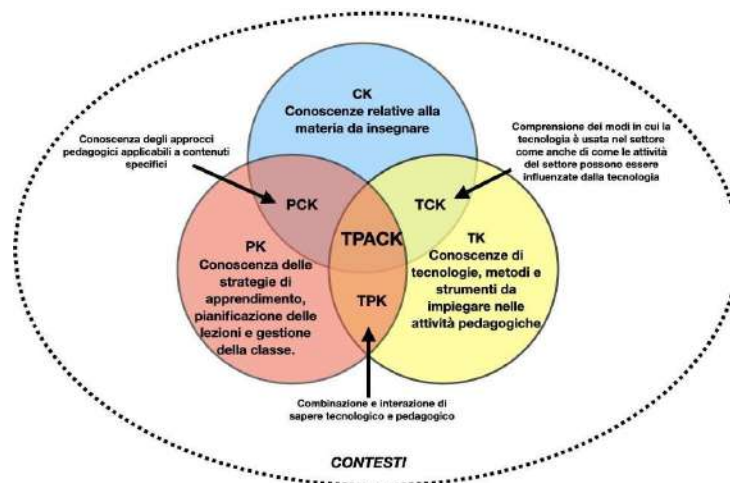 CK
Conoscenze relative alla
materia da insegnare
Conoscenza degli approcci
pedagogici applicabili a contenuti
specifici
Comprensione dei modi in cui la
tecnologia è usata nel settore
come anche di come le attività
del settore possono essere
influenzate dalla tecnologia
PCK
TCK
TPACK
PK
Conoscenza delle
strategie di
apprendimento,
pianificazione delle
lezioni e gestione
della classe.
TK
Conoscenze di
tecnologie, metodi e
strumenti da
impiegare nelle
attività pedagogiche
TPK
Combinazione e interazione di
sapere tecnologico e pedagogico
CONTESTI